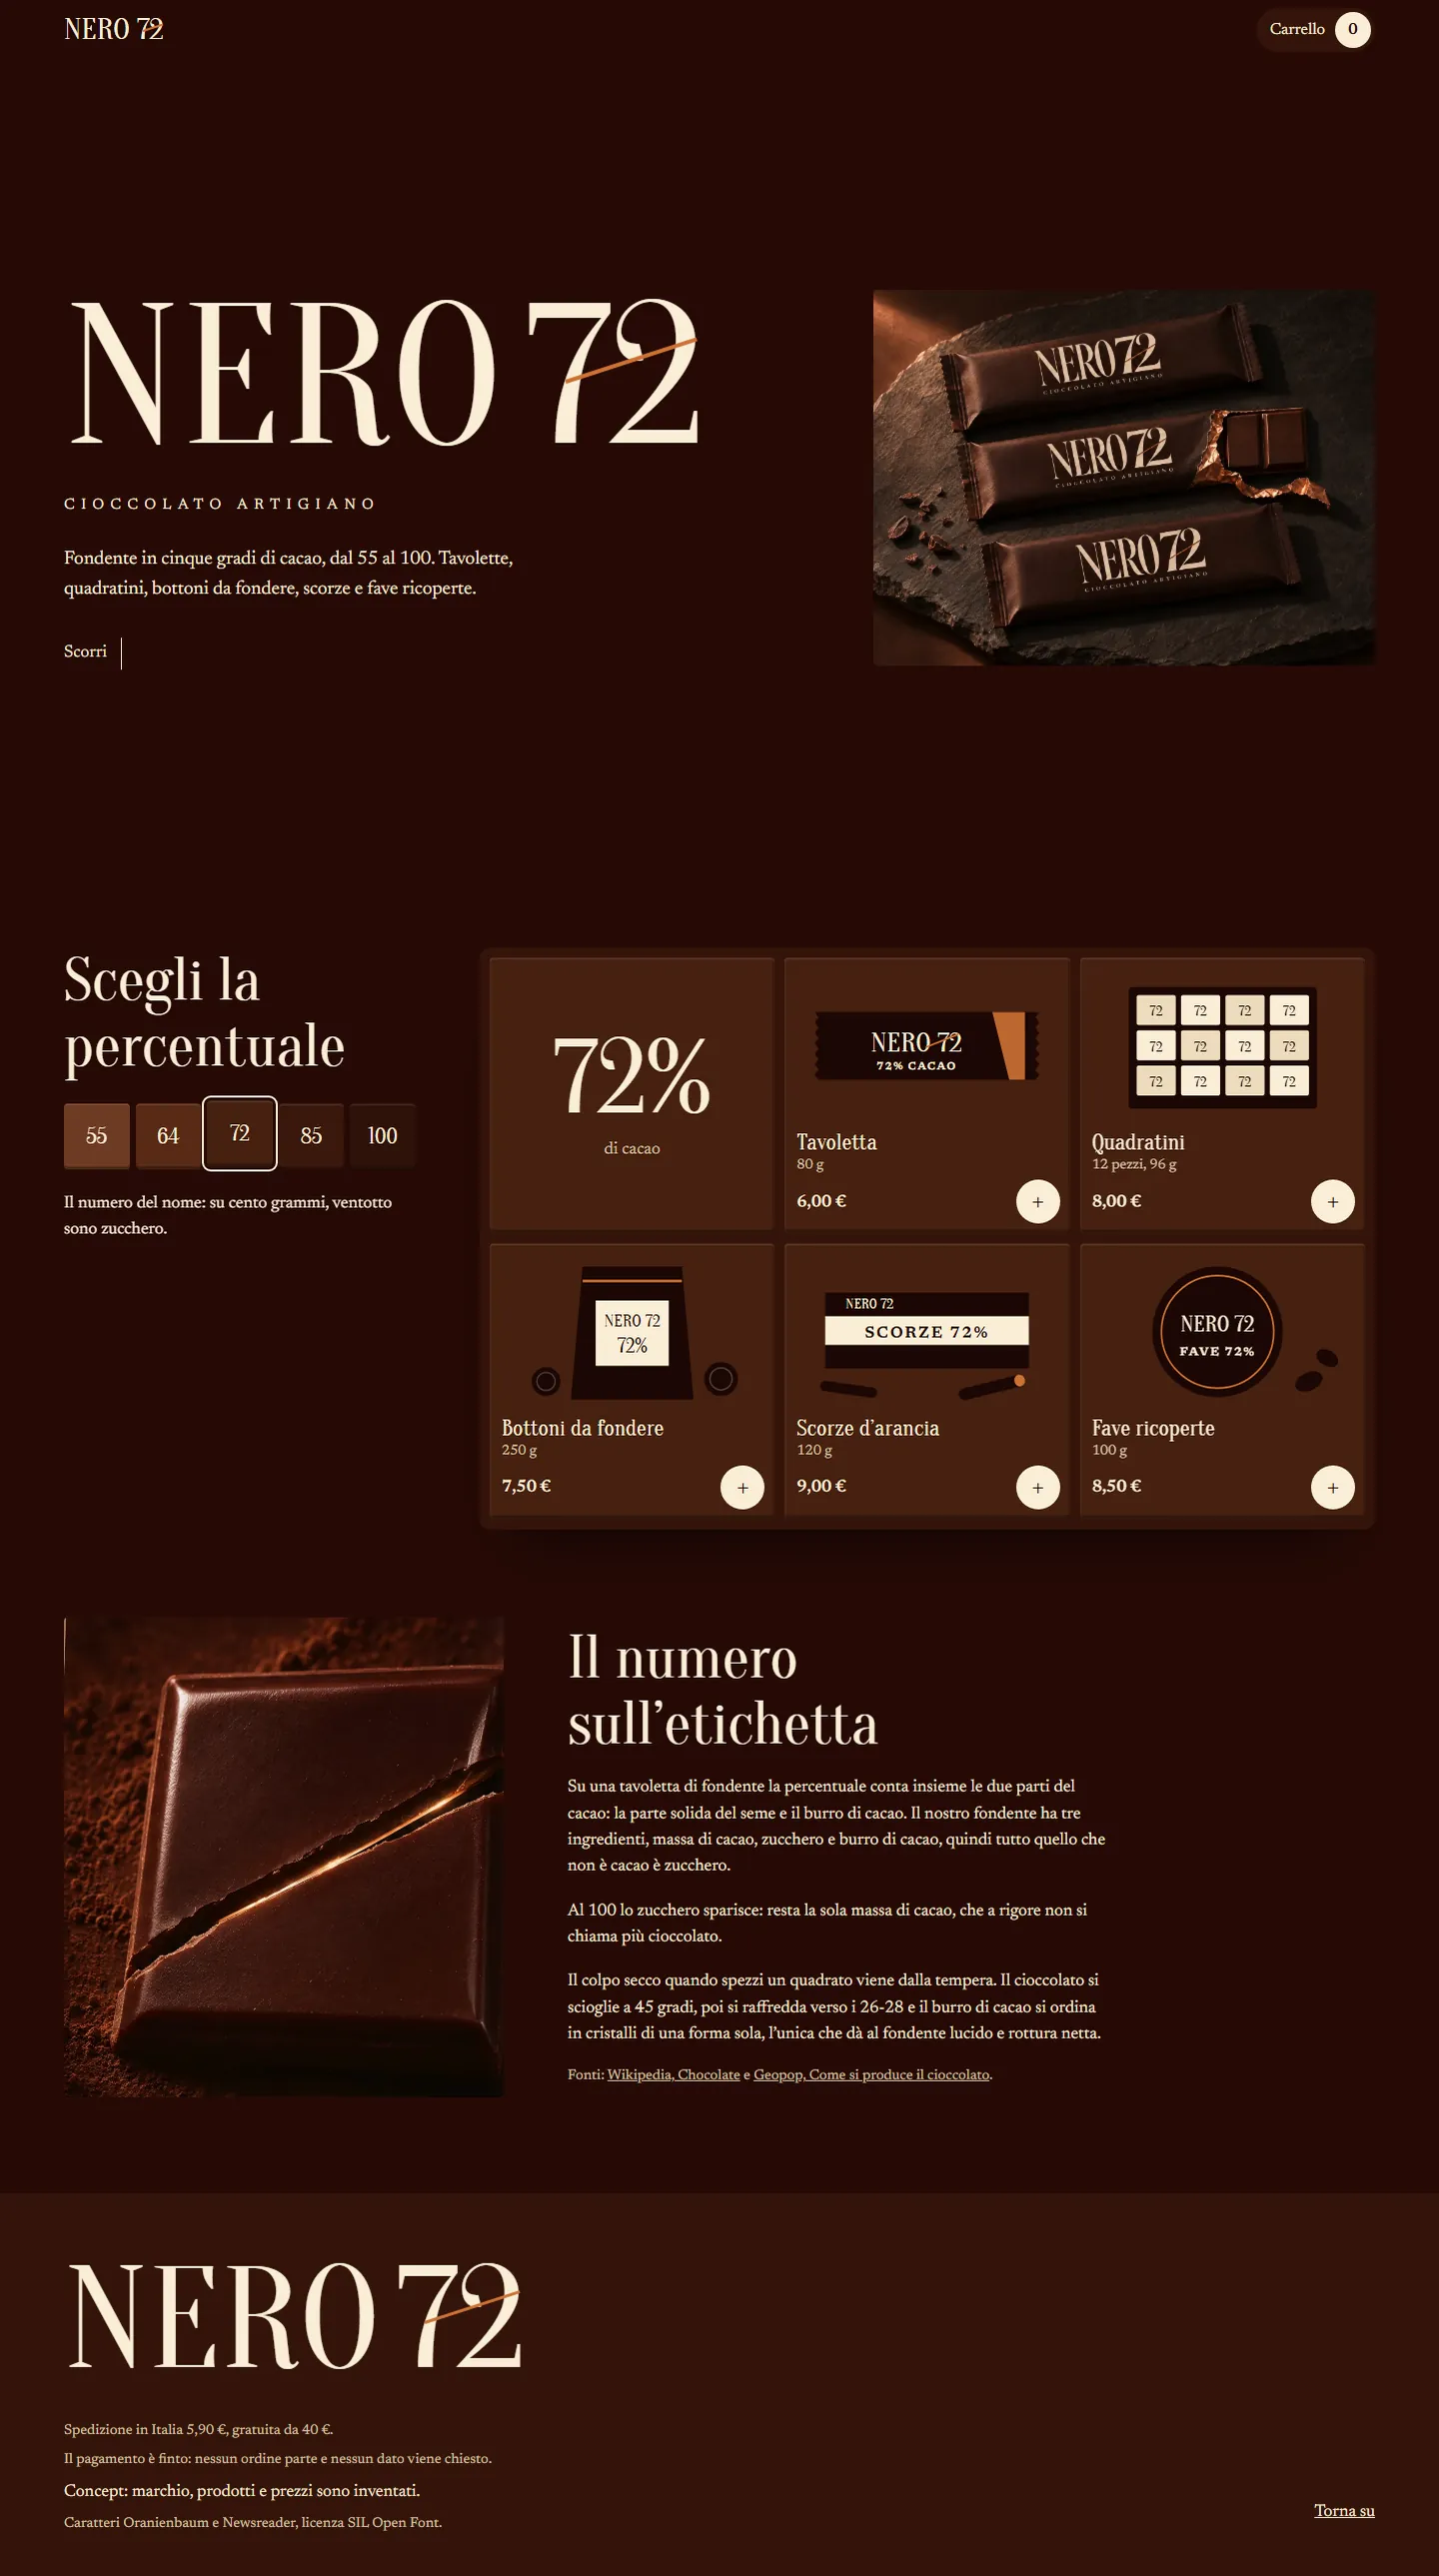 NERO 72
Carrello 0
NERO 72
CIOCCOLATO ARTIGIANO
Fondente in cinque gradi di cacao, dal 55 al 100. Tavolette,
quadratini, bottoni da fondere, scorze e fave ricoperte.
Scorri
NERO 72
CIOCCOLATO ARTIGIANO
NERO 72
CIOCCOLATO ARTIGIANO
NERO 72
CIOCCOLATO ARTIGIANO
Scegli la
percentuale
55 64 72 85 100
Il numero del nome: su cento grammi, ventotto
sono zucchero.
72%
di cacao
NERO 72
72% CACAO
Tavoletta
80 g
6,00 €
+
72 72 72 72
72 72 72 72
72 72 72 72
Quadratini
12 pezzi, 96 g
8,00 €
+
NERO 72
72%
Bottoni da fondere
250 g
7,50 €
+
NERO 72
SCORZE 72%
Scorze d’arancia
120 g
9,00 €
+
NERO 72
FAVE 72%
Fave ricoperte
100 g
8,50 €
+
Il numero
sull’etichetta
Su una tavoletta di fondente la percentuale conta insieme le due parti del
cacao: la parte solida del seme e il burro di cacao. Il nostro fondente ha tre
ingredienti, massa di cacao, zucchero e burro di cacao, quindi tutto quello che
non è cacao è zucchero.
Al 100 lo zucchero sparisce: resta la sola massa di cacao, che a rigore non si
chiama più cioccolato.
Il colpo secco quando spezzi un quadrato viene dalla tempera. Il cioccolato si
scioglie a 45 gradi, poi si raffredda verso i 26-28 e il burro di cacao si ordina
in cristalli di una forma sola, l’unica che dà al fondente lucido e rottura netta.
Fonti: Wikipedia, Chocolate e Geopop, Come si produce il cioccolato.
NERO 72
Spedizione in Italia 5,90 €, gratuita da 40 €.
Il pagamento è finto: nessun ordine parte e nessun dato viene chiesto.
Concept: marchio, prodotti e prezzi sono inventati.
Caratteri Oranienbaum e Newsreader, licenza SIL Open Font.
Torna su